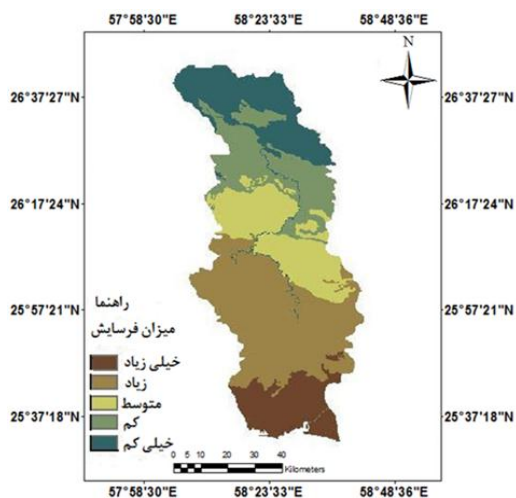 57°58'30"E 58°23'33"E 58°48'36"E
N
26°37'27"N 26°37'27"N
26°17'24"N 26°17'24"N
25°57'21"N 25°57'21"N
راهنما
میزان فرسایش
خیلی زیاد
زیاد
متوسط
کم
خیلی کم
25°37'18"N 25°37'18"N
0 5 10 20 30 40
Kilometers
57°58'30"E 58°23'33"E 58°48'36"E